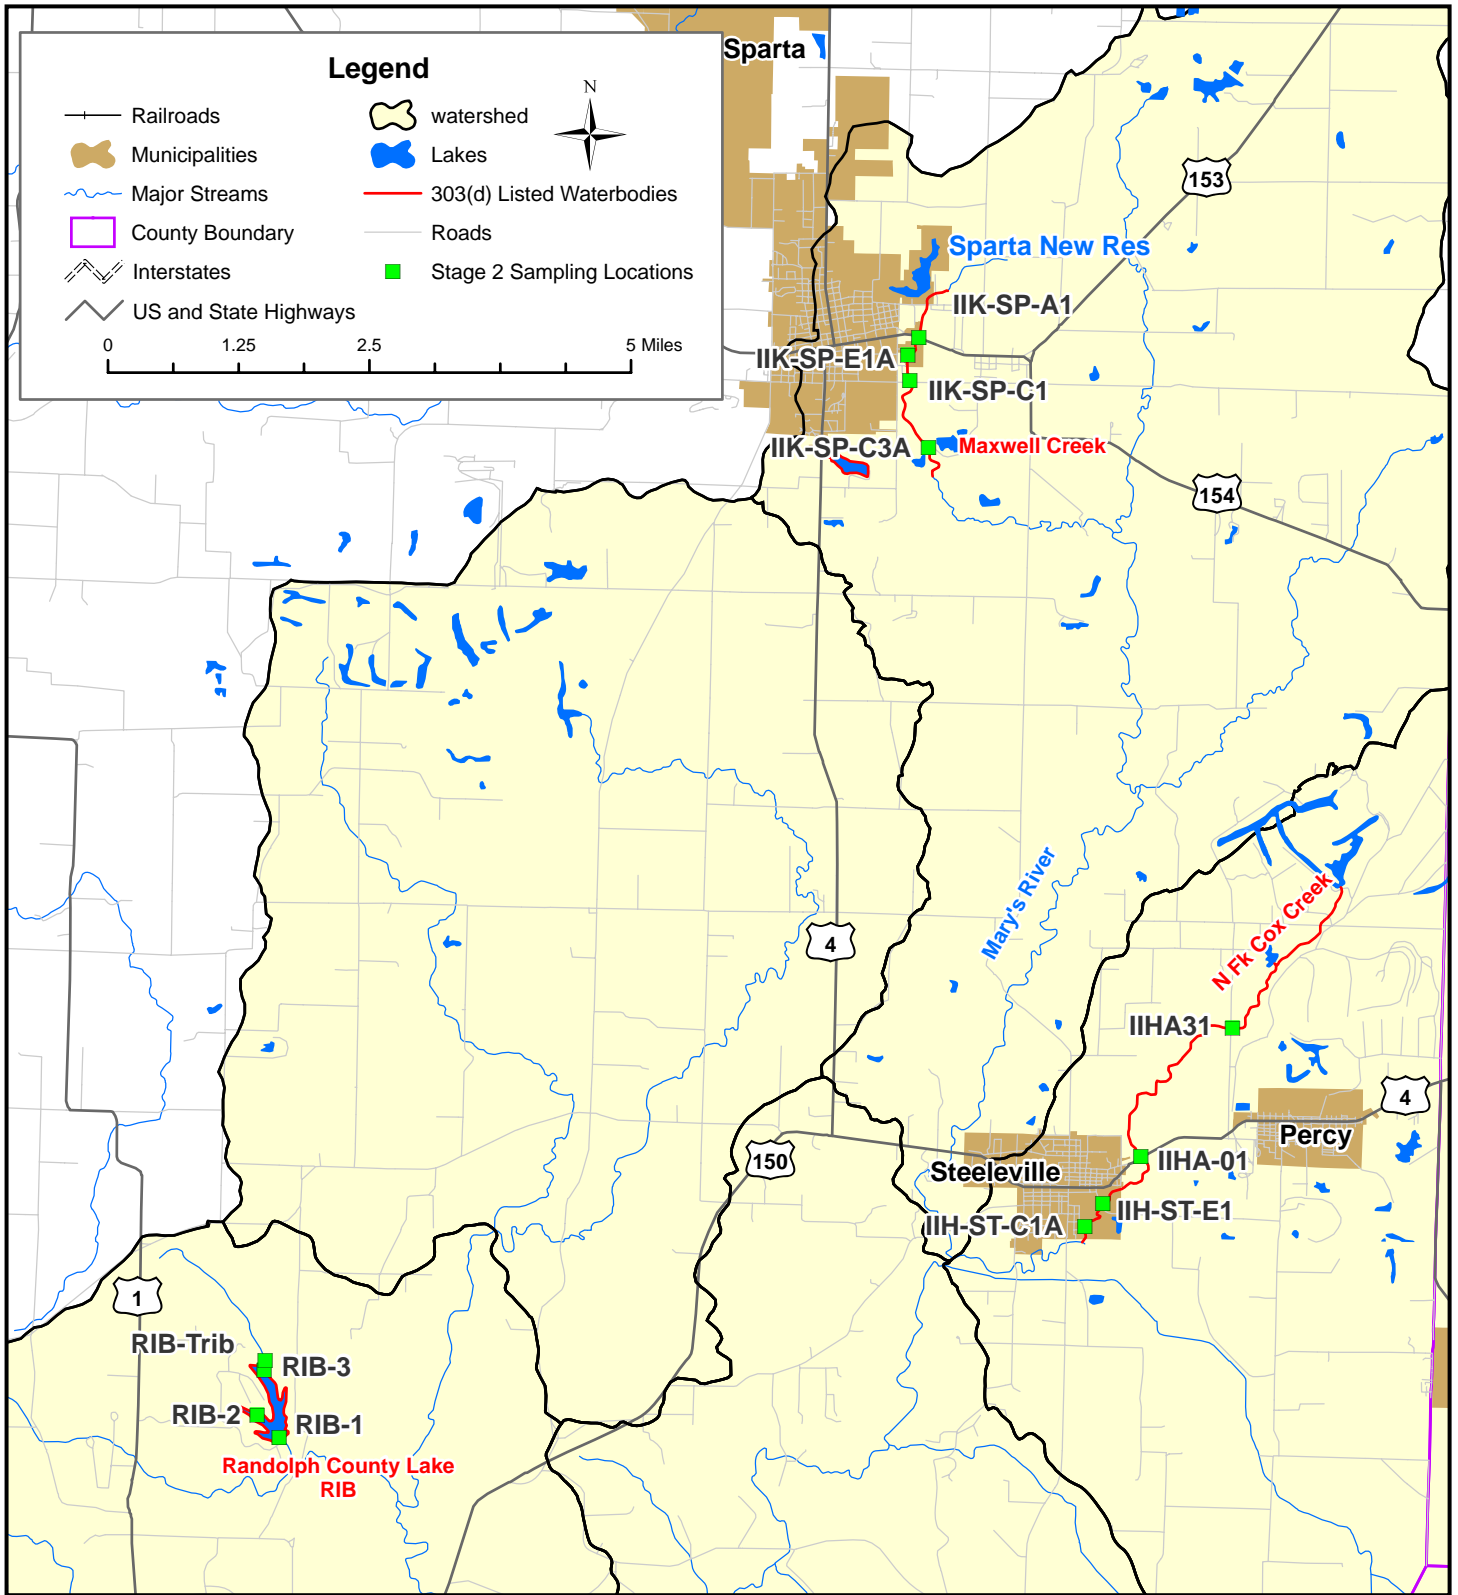 Legend
N
Railroads
watershed
Municipalities
Lakes
Major Streams
303(d) Listed Waterbodies
County Boundary
Roads
Interstates
Stage 2 Sampling Locations
US and State Highways
0 1.25 2.5 5 Miles
Sparta
153
Sparta New Res
IIK-SP-A1
IIK-SP-E1A
IIK-SP-C1
IIK-SP-C3A
Maxwell Creek
154
Mary's River
N Fk Cox Creek
4
IIHA31
4
Percy
150
Steeleville
IIHA-01
IIH-ST-E1
IIH-ST-C1A
1
RIB-Trib
RIB-3
RIB-2
RIB-1
Randolph County Lake
RIB